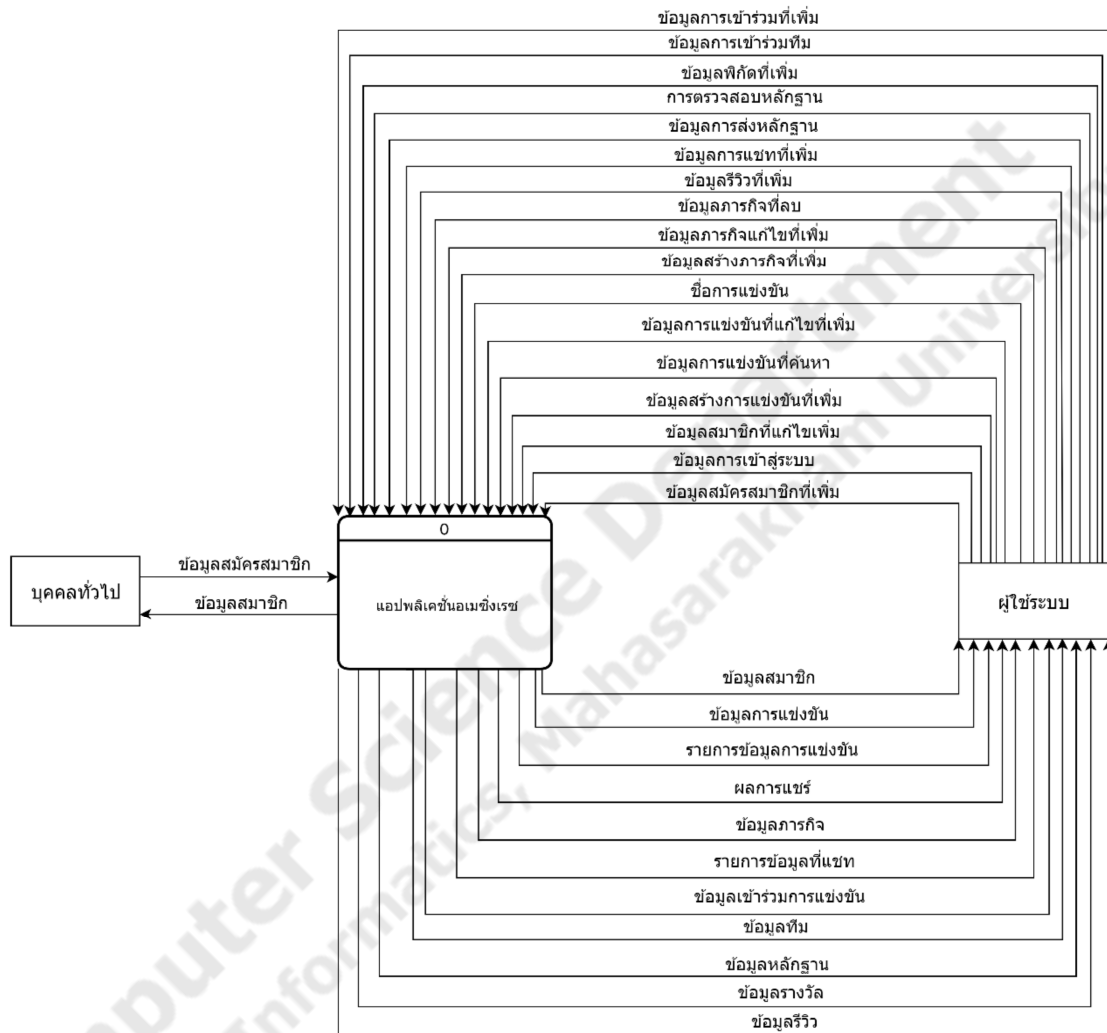 ข้อมูลการเข้าร่วมที่เพิ่ม
ข้อมูลการเข้าร่วมทีม
ข้อมูลพิกัดที่เพิ่ม
การตรวจสอบหลักฐาน
ข้อมูลการส่งหลักฐาน
ข้อมูลการแชทที่เพิ่ม
ข้อมูลรีวิวที่เพิ่ม
ข้อมูลภารกิจที่ลบ
ข้อมูลภารกิจแก้ไขที่เพิ่ม
ข้อมูลสร้างภารกิจที่เพิ่ม
ชื่อการแข่งขัน
ข้อมูลการแข่งขันที่แก้ไขที่เพิ่ม
ข้อมูลการแข่งขันที่ค้นหา
ข้อมูลสร้างการแข่งขันที่เพิ่ม
ข้อมูลสมาชิกที่แก้ไขเพิ่ม
ข้อมูลการเข้าสู่ระบบ
ข้อมูลสมัครสมาชิกที่เพิ่ม
0
บุคคลทั่วไป
ข้อมูลสมัครสมาชิก
ข้อมูลสมาชิก
แอปพลิเคชั่นอเมซิ่งเรซ
ผู้ใช้ระบบ
ข้อมูลสมาชิก
ข้อมูลการแข่งขัน
รายการข้อมูลการแข่งขัน
ผลการแชร์
ข้อมูลภารกิจ
รายการข้อมูลที่แชท
ข้อมูลเข้าร่วมการแข่งขัน
ข้อมูลทีม
ข้อมูลหลักฐาน
ข้อมูลรางวัล
ข้อมูลรีวิว
Computer Science Department
Informatics, Mahasarakham University